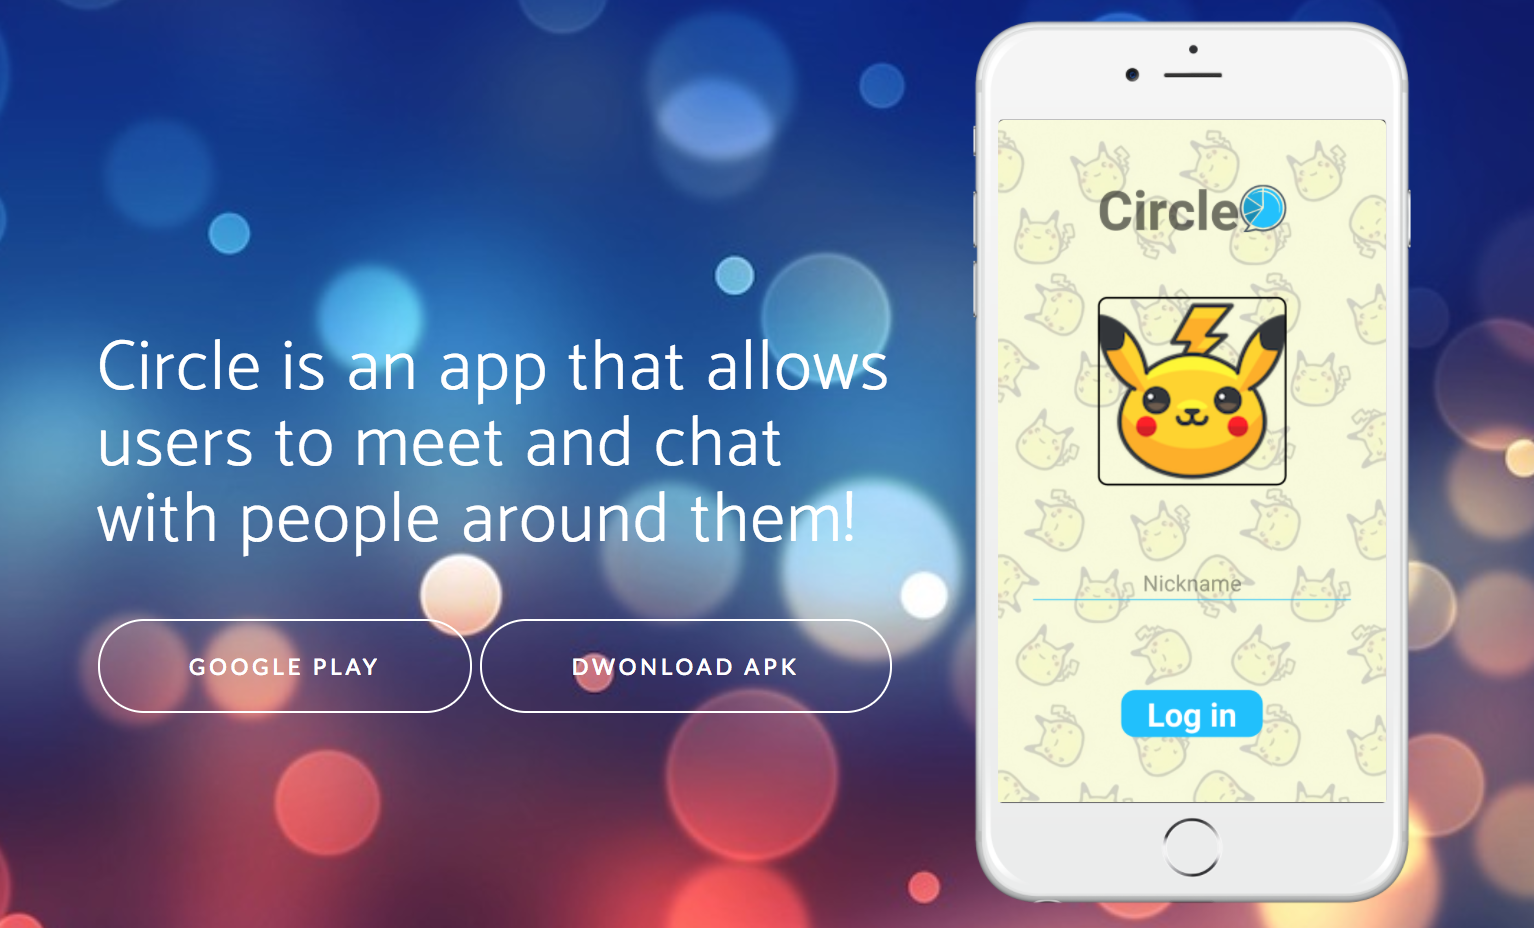 Circle is an app that allows
users to meet and chat
with people around them!
GOOGLE PLAY
DWONLOAD APK
Circle
Nickname
Log in